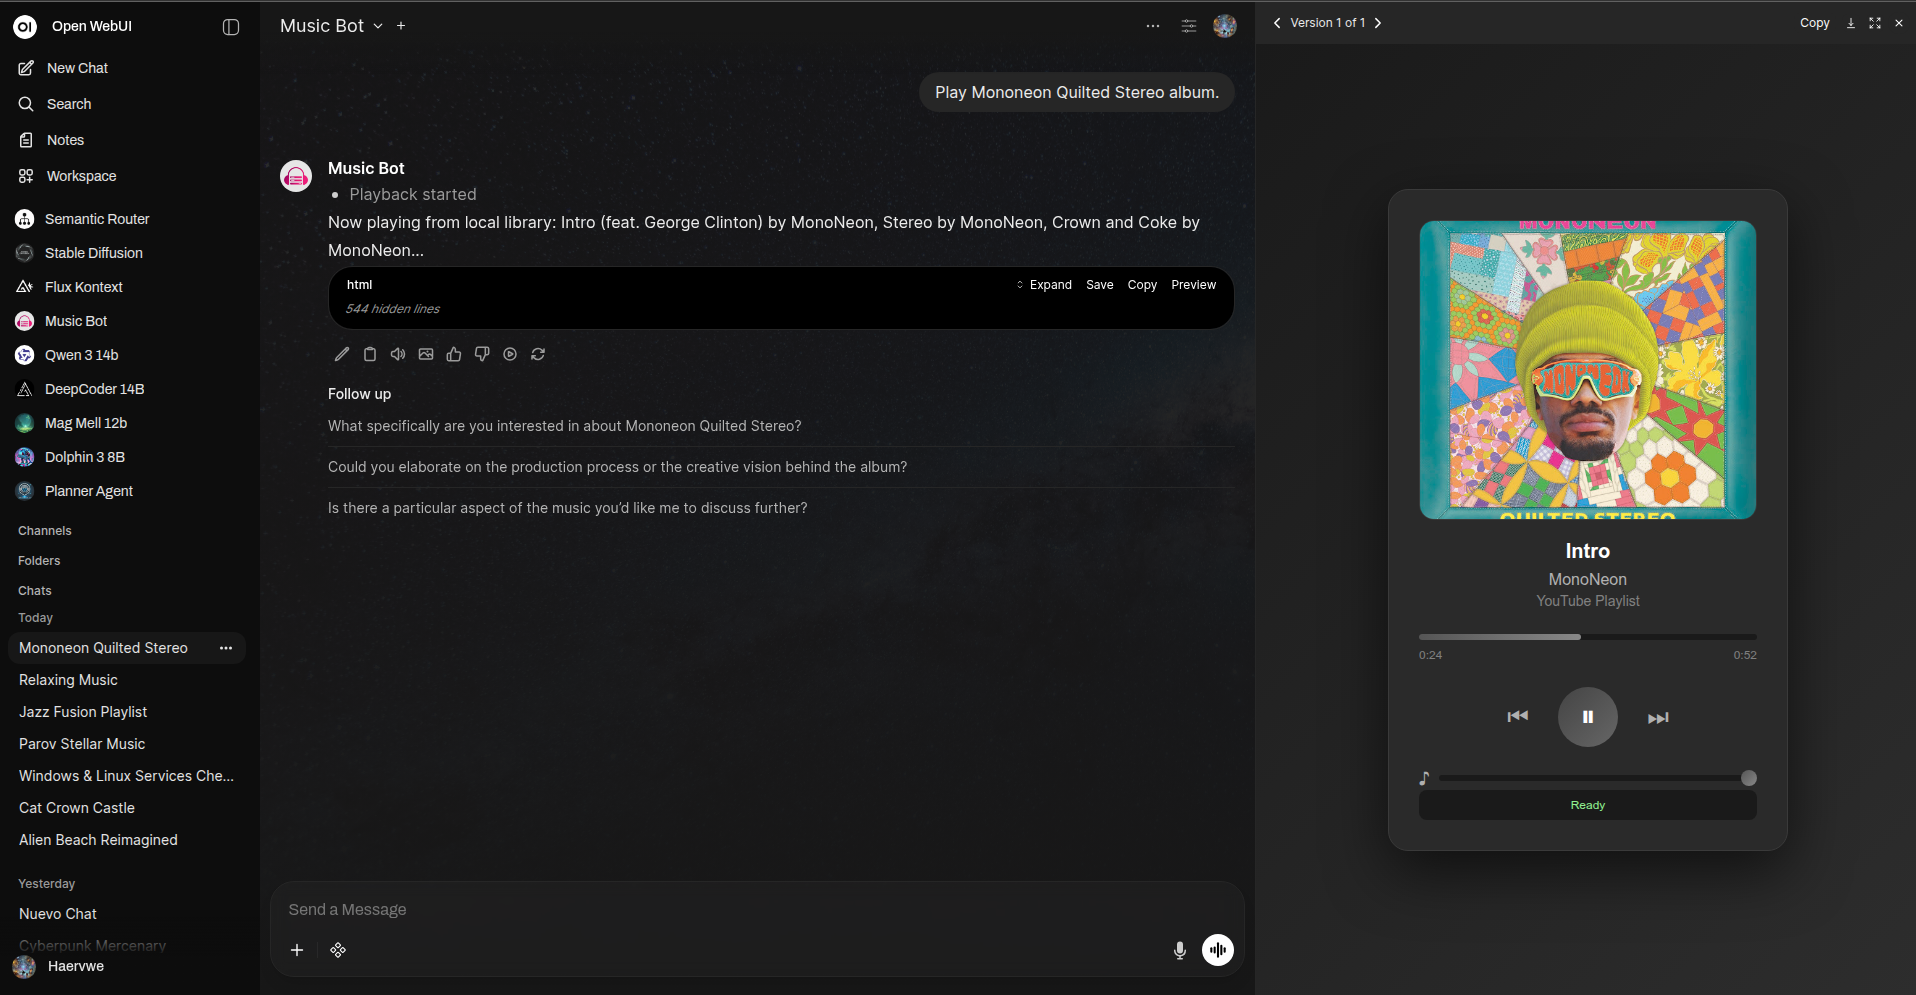 OI Open WebUI
New Chat
Search
Notes
Workspace
Semantic Router
Stable Diffusion
Flux Kontext
Music Bot
Qwen 3 14b
DeepCoder 14B
Mag Mell 12b
Dolphin 3 8B
Planner Agent
Channels
Folders
Chats
Today
Mononeon Quilted Stereo
Relaxing Music
Jazz Fusion Playlist
Parov Stellar Music
Windows & Linux Services Che...
Cat Crown Castle
Alien Beach Reimagined
Yesterday
Nuevo Chat
Cyberpunk Mercenary
Haervwe
Music Bot
Play Mononeon Quilted Stereo album.
Music Bot
Playback started
Now playing from local library: Intro (feat. George Clinton) by MonoNeon, Stereo by MonoNeon, Crown and Coke by
MonoNeon...
html
Expand Save Copy Preview
544 hidden lines
Follow up
What specifically are you interested in about Mononeon Quilted Stereo?
Could you elaborate on the production process or the creative vision behind the album?
Is there a particular aspect of the music you'd like me to discuss further?
Send a Message
Version 1 of 1
Copy
MONONEON
MONONEON
QUILTED STEREO
Intro
MonoNeon
YouTube Playlist
0:24 0:52
Ready